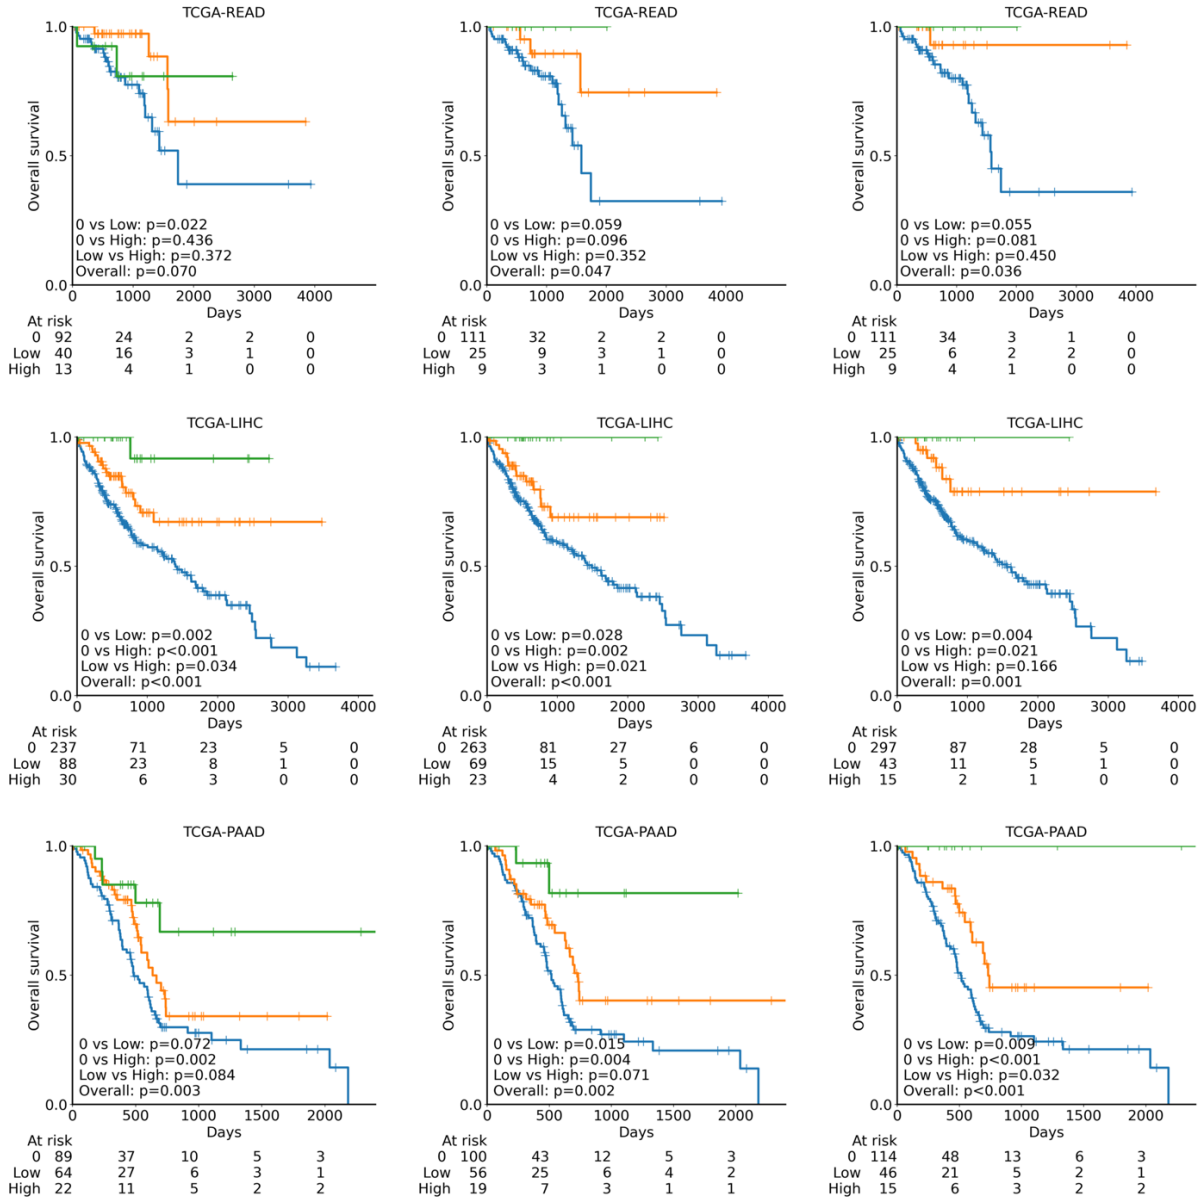 TCGA-READ
1.0
0.5
0.0
Overall survival
0 vs Low: p=0.022
0 vs High: p=0.436
Low vs High: p=0.372
Overall: p=0.070
0 1000 2000 3000 4000
Days
At risk
0 92 24 2 2 0
Low 40 16 3 1 0
High 13 4 1 0 0
TCGA-READ
1.0
0.5
0.0
Overall survival
0 vs Low: p=0.059
0 vs High: p=0.096
Low vs High: p=0.352
Overall: p=0.047
0 1000 2000 3000 4000
Days
At risk
0 111 32 2 2 0
Low 25 9 3 1 0
High 9 3 1 0 0
TCGA-READ
1.0
0.5
0.0
Overall survival
0 vs Low: p=0.055
0 vs High: p=0.081
Low vs High: p=0.450
Overall: p=0.036
0 1000 2000 3000 4000
Days
At risk
0 111 34 3 1 0
Low 25 6 2 2 0
High 9 4 1 0 0
TCGA-LIHC
1.0
0.5
0.0
Overall survival
0 vs Low: p=0.002
0 vs High: p<0.001
Low vs High: p=0.034
Overall: p<0.001
0 1000 2000 3000 4000
Days
At risk
0 237 71 23 5 0
Low 88 23 8 1 0
High 30 6 3 0 0
TCGA-LIHC
1.0
0.5
0.0
Overall survival
0 vs Low: p=0.028
0 vs High: p=0.002
Low vs High: p=0.021
Overall: p<0.001
0 1000 2000 3000 4000
Days
At risk
0 263 81 27 6 0
Low 69 15 5 0 0
High 23 4 2 0 0
TCGA-LIHC
1.0
0.5
0.0
Overall survival
0 vs Low: p=0.004
0 vs High: p=0.021
Low vs High: p=0.166
Overall: p=0.001
0 1000 2000 3000 4000
Days
At risk
0 297 87 28 5 0
Low 43 11 5 1 0
High 15 2 1 0 0
TCGA-PAAD
1.0
0.5
0.0
Overall survival
0 vs Low: p=0.072
0 vs High: p=0.002
Low vs High: p=0.084
Overall: p=0.003
0 500 1000 1500 2000
Days
At risk
0 89 37 10 5 3
Low 64 27 6 3 1
High 22 11 5 2 2
TCGA-PAAD
1.0
0.5
0.0
Overall survival
0 vs Low: p=0.015
0 vs High: p=0.004
Low vs High: p=0.071
Overall: p=0.002
0 500 1000 1500 2000
Days
At risk
0 100 43 12 5 3
Low 56 25 6 4 2
High 19 7 3 1 1
TCGA-PAAD
1.0
0.5
0.0
Overall survival
0 vs Low: p=0.009
0 vs High: p<0.001
Low vs High: p=0.032
Overall: p<0.001
0 500 1000 1500 2000
Days
At risk
0 114 48 13 6 3
Low 46 21 5 2 1
High 15 6 3 2 2